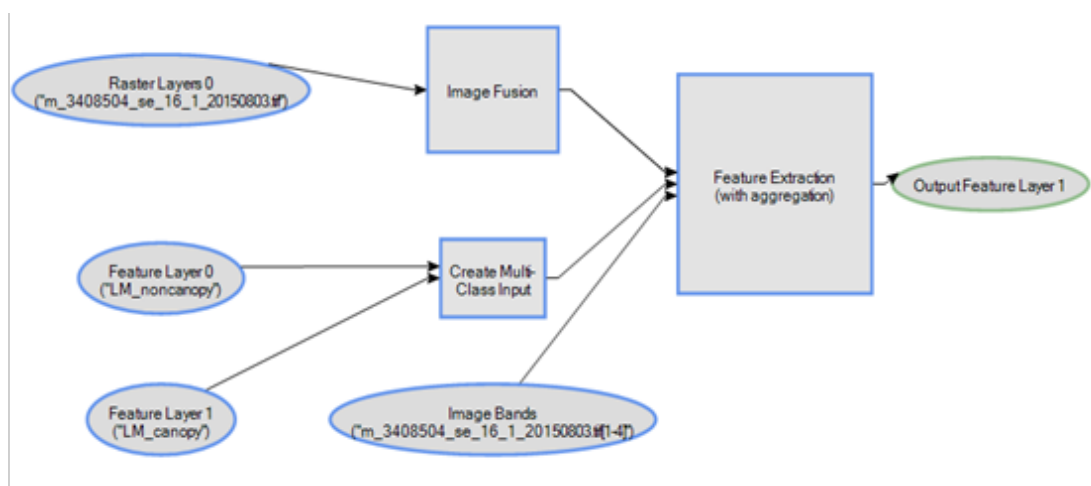 Raster Layers 0
("m_3408504_se_16_1_20150803.tif")
Image Fusion
Feature Extraction
(with aggregation)
Output Feature Layer 1
Feature Layer 0
("LM_noncanopy")
Create Multi-
Class Input
Feature Layer 1
("LM_canopy")
Image Bands
("m_3408504_se_16_1_20150803.tif[1-4]")